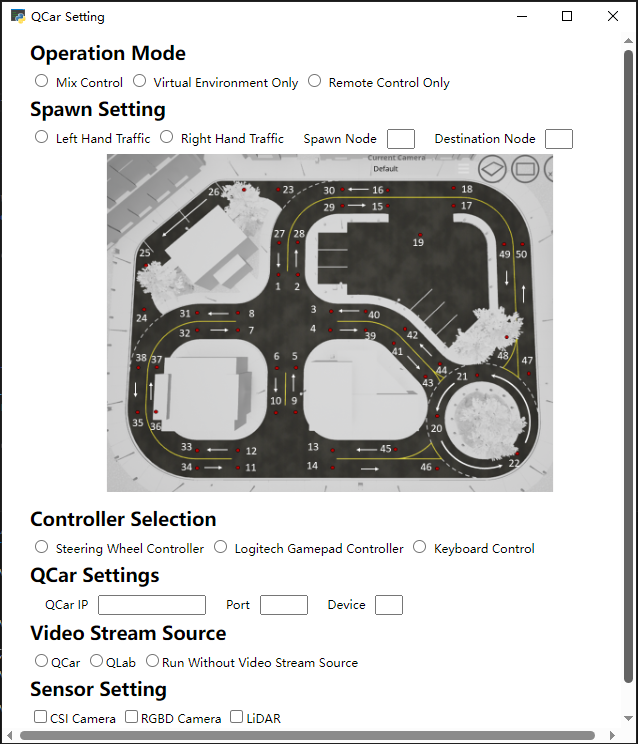 QCar Setting
Operation Mode
Mix Control Virtual Environment Only Remote Control Only
Spawn Setting
Left Hand Traffic Right Hand Traffic Spawn Node Destination Node
Current Camera
Default
26 23 30 16 18
29 15 17
27 28 19
25 49 50
1 2
24 31 8 3 40
32 7 4 39 42
41
38 37 6 5 48 47
44 21
43
35 36 10 9 20
33 12 13 45
34 11 14 46 22
Controller Selection
Steering Wheel Controller Logitech Gamepad Controller Keyboard Control
QCar Settings
QCar IP Port Device
Video Stream Source
QCar QLab Run Without Video Stream Source
Sensor Setting
CSI Camera RGBD Camera LiDAR